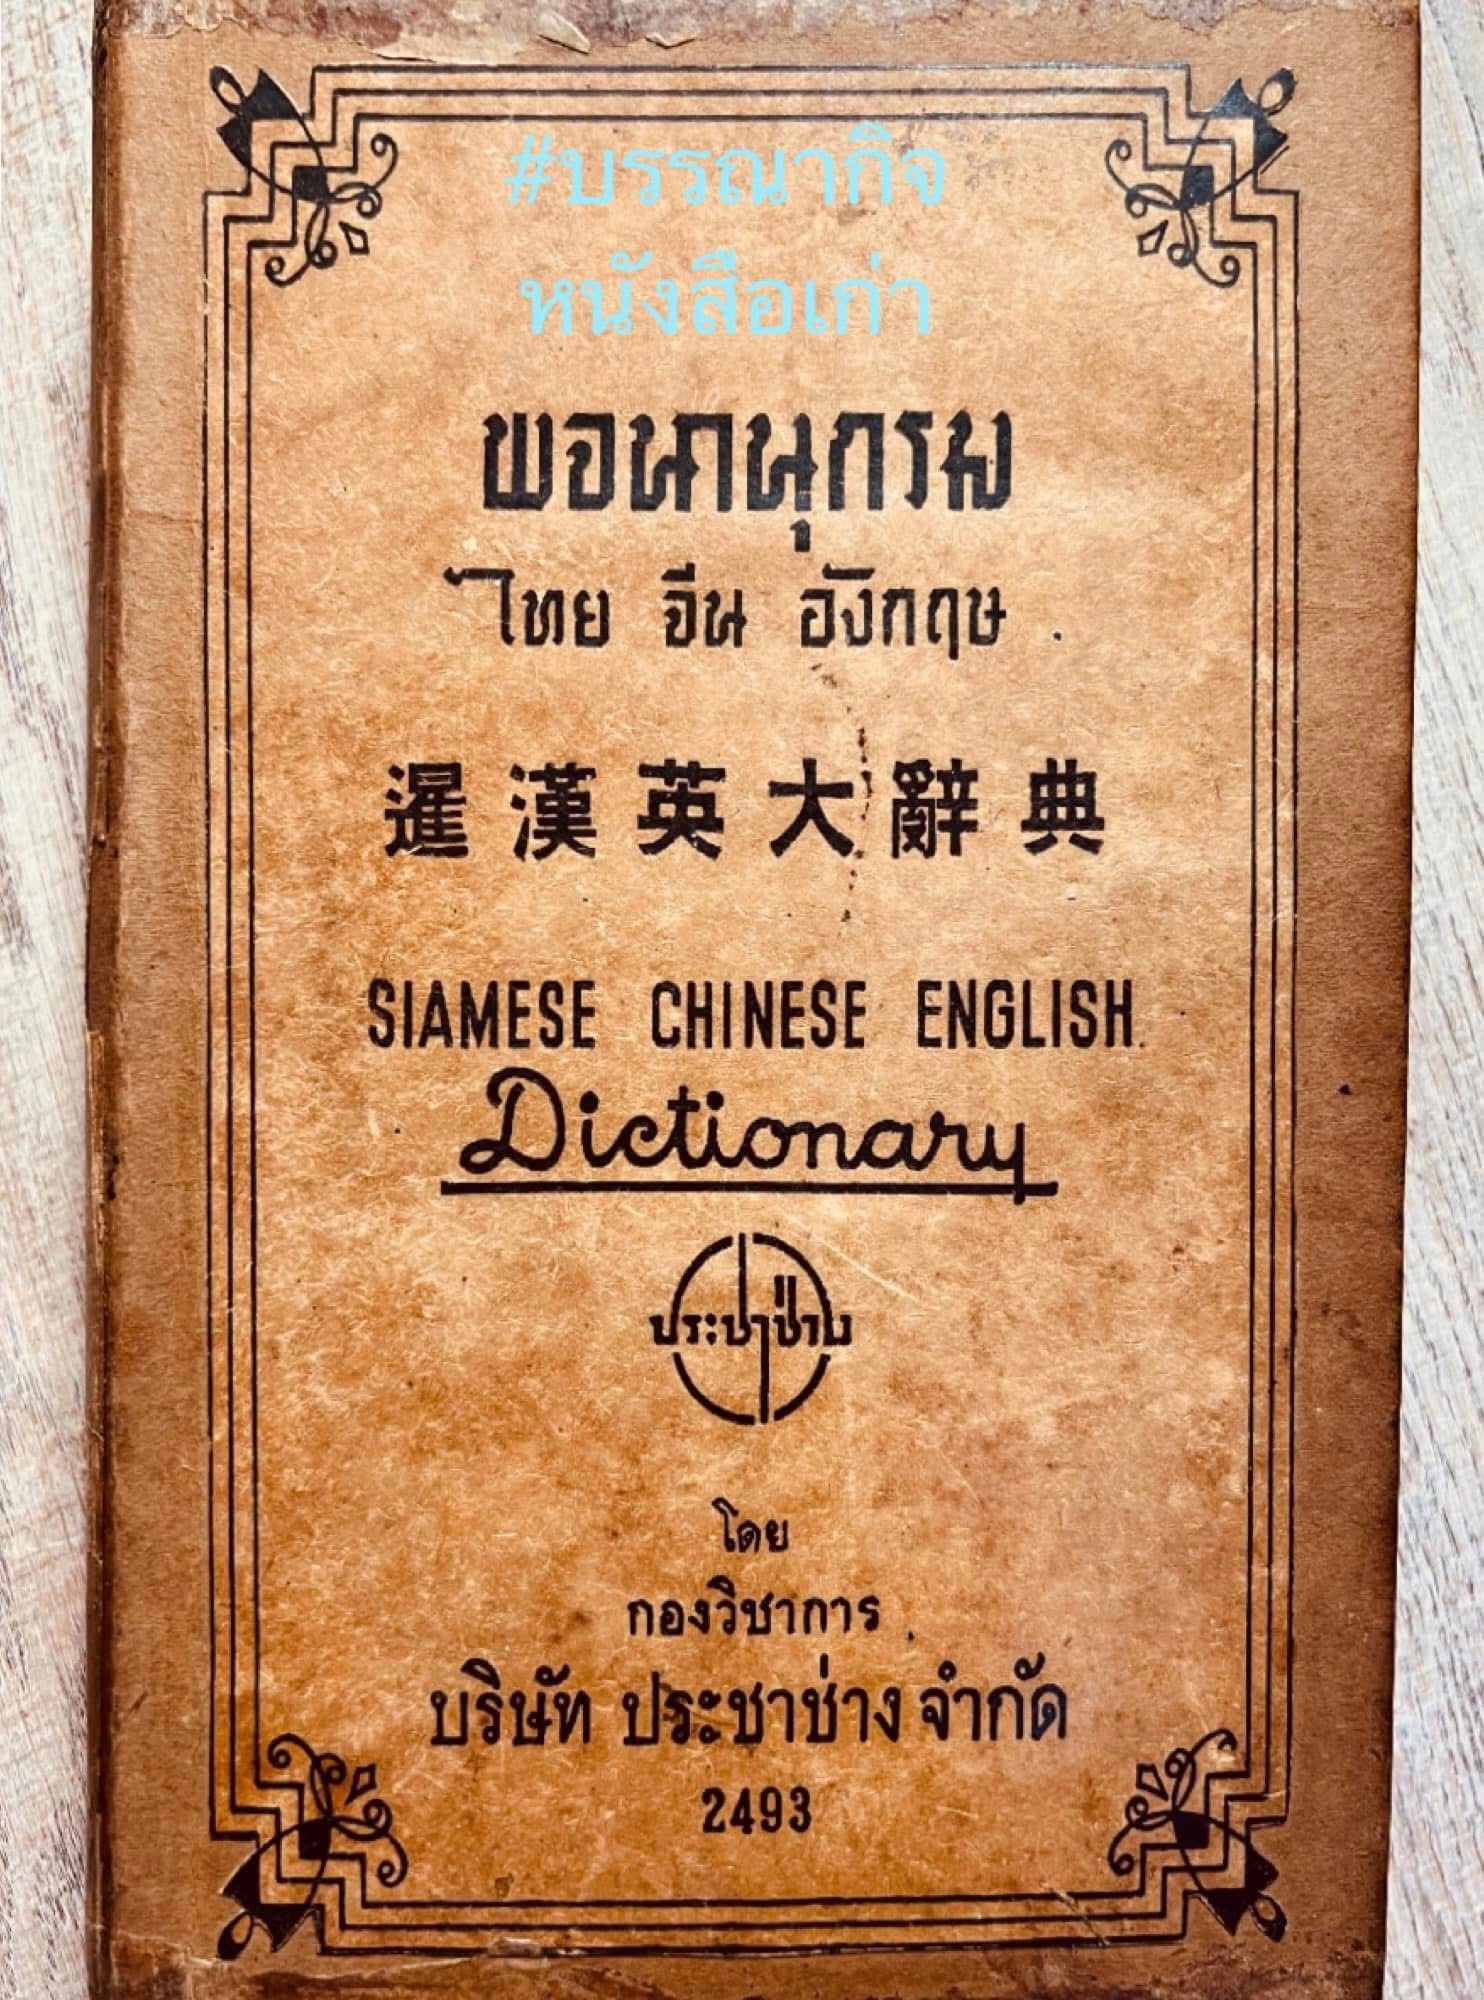 #บรรณากิจ
หนังสือเก่า
พจนานุกรม
ไทย จีน อังกฤษ
暹漢英大辭典
SIAMESE CHINESE ENGLISH
Dictionary
ประชาช่าง
โดย
กองวิชาการ
บริษัท ประชาช่าง จำกัด
2493